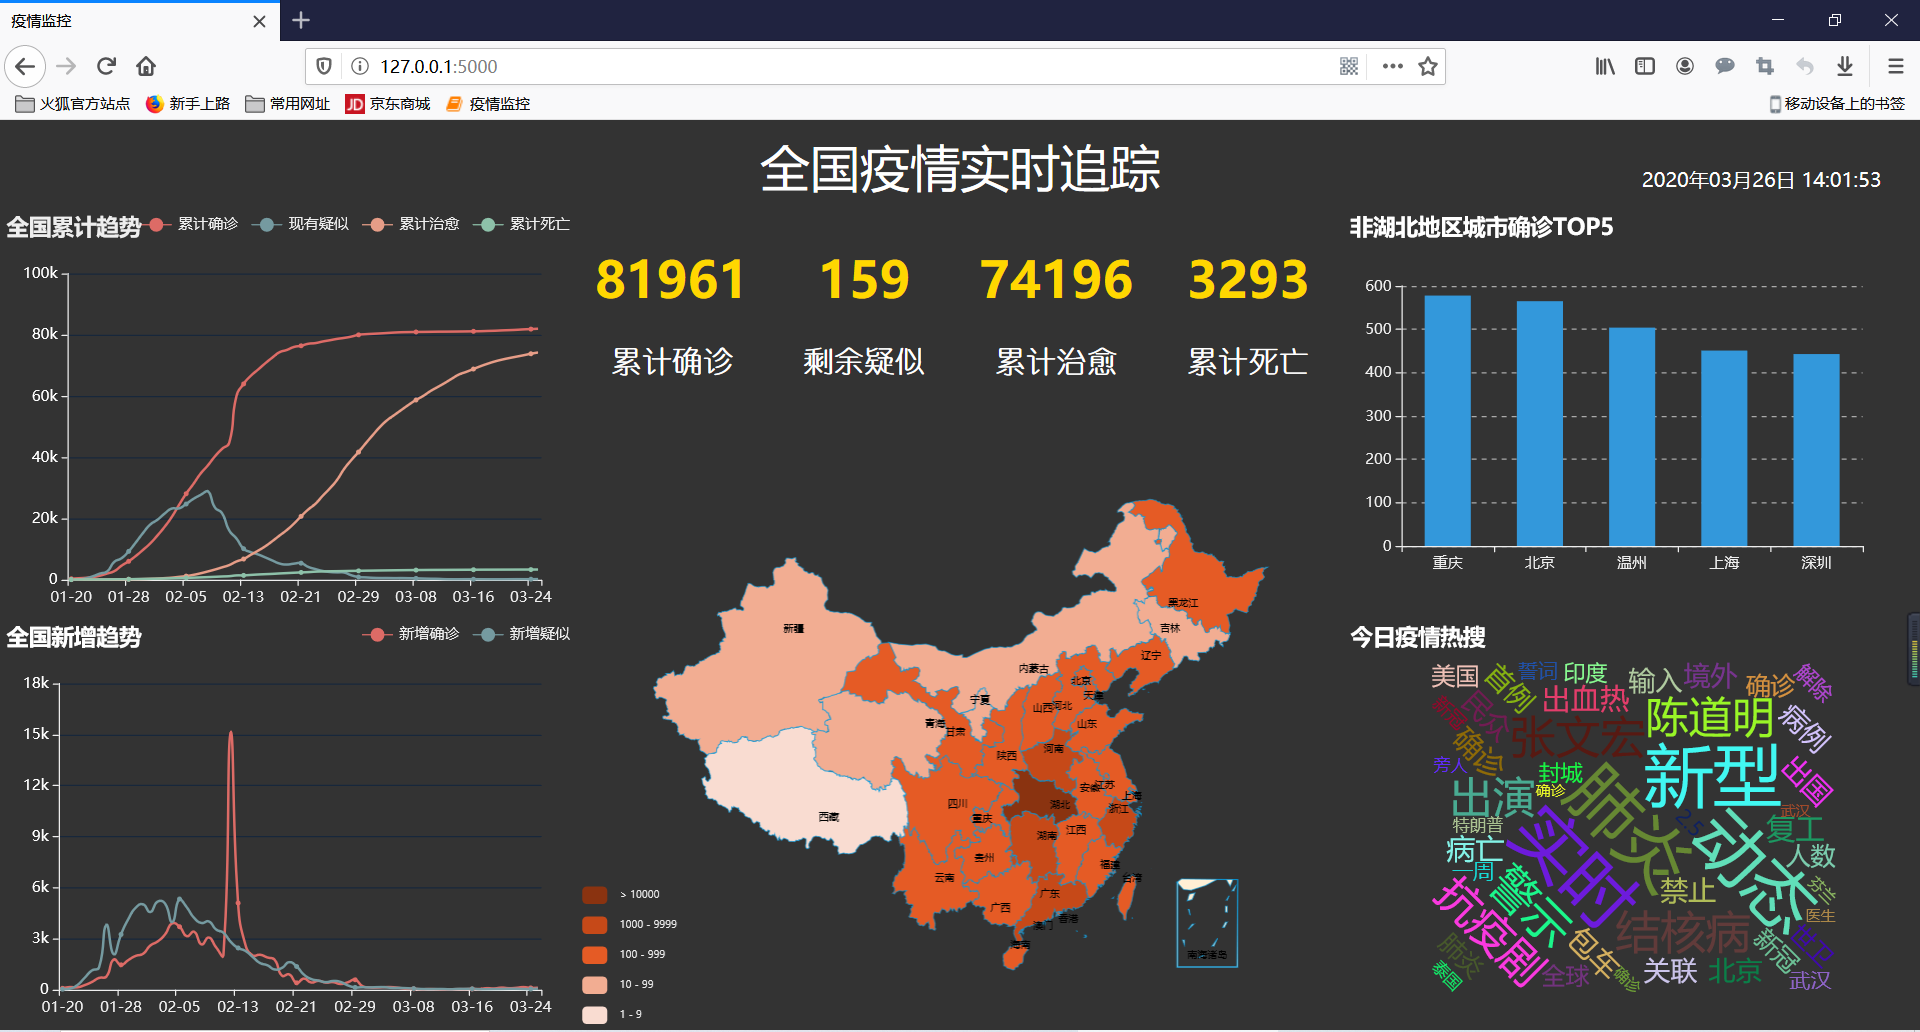 疫情监控
127.0.0.1:5000
火狐官方站点
新手上路
常用网址
JD
京东商城
疫情监控
移动设备上的书签
全国疫情实时追踪
2020年03月26日 14:01:53
全国累计趋势
累计确诊
现有疑似
累计治愈
累计死亡
100k
80k
60k
40k
20k
0
01-20
01-28
02-05
02-13
02-21
02-29
03-08
03-16
03-24
全国新增趋势
新增确诊
新增疑似
18k
15k
12k
9k
6k
3k
0
01-20
01-28
02-05
02-13
02-21
02-29
03-08
03-16
03-24
81961
159
74196
3293
累计确诊
剩余疑似
累计治愈
累计死亡
黑龙江
吉林
辽宁
新疆
内蒙古
北京
天津
宁夏
山西
河北
青海
甘肃
山东
陕西
河南
西藏
四川
重庆
湖北
安徽
江苏
上海
浙江
湖南
江西
贵州
福建
云南
台湾
广西
广东
香港
澳门
海南
南海诸岛
> 10000
1000 - 9999
100 - 999
10 - 99
1 - 9
非湖北地区城市确诊TOP5
600
500
400
300
200
100
0
重庆
北京
温州
上海
深圳
今日疫情热搜
美国
首例
誓词
印度
输入
境外
确诊
解除
民众
出血热
陈道明
病例
张文宏
确诊
旁人
封城
新型
出国
出演
确诊
肺炎
武汉
特朗普
2.5
复工
病亡
实时
动态
人数
一周
警示
禁止
芬兰
抗疫剧
结核病
医生
包车
新冠
世卫
肺炎
泰国
全球
确诊
关联
北京
武汉